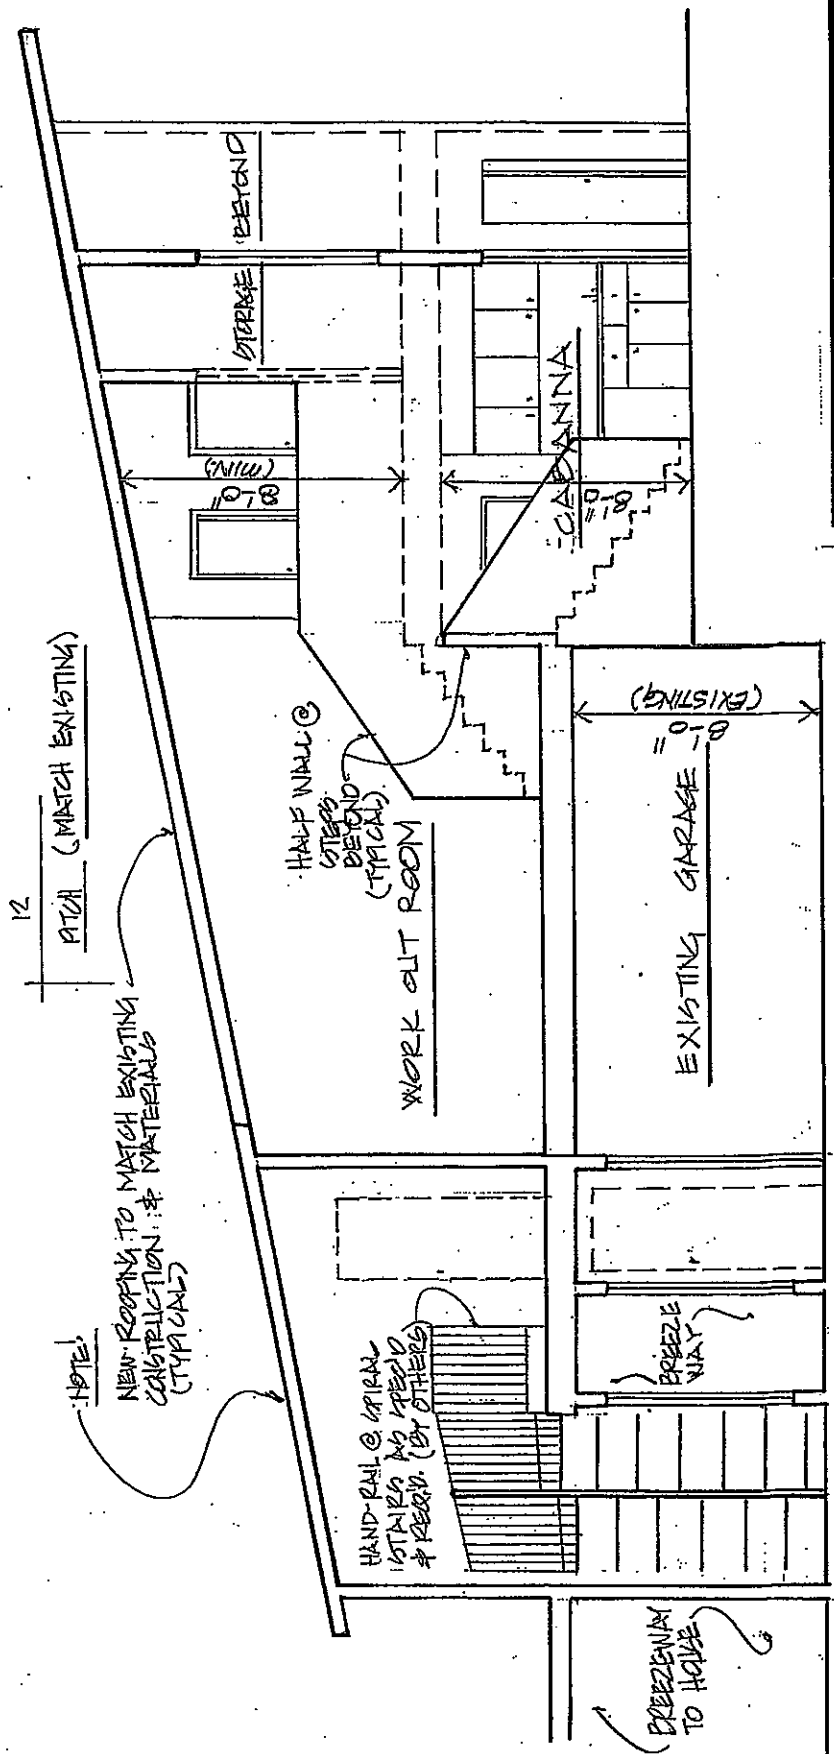 NOTE!
NEW ROOFING TO MATCH EXISTING
CONSTRUCTION & MATERIALS
(TYPICAL)
12
PITCH (MATCH EXISTING)
STORAGE BEYOND
8'-0"
(MIN.)
HALF WALL @
STEPS
BEYOND
(TYPICAL)
WORK OUT ROOM
CABANNA
8'-0"
HAND-RAIL @ SPIRAL
STAIRS AS SPEC'D
& REQ'D. (BY OTHERS)
8'-0"
(EXISTING)
EXISTING GARAGE
BREEZE
WAY
BREEZEWAY
TO HOUSE